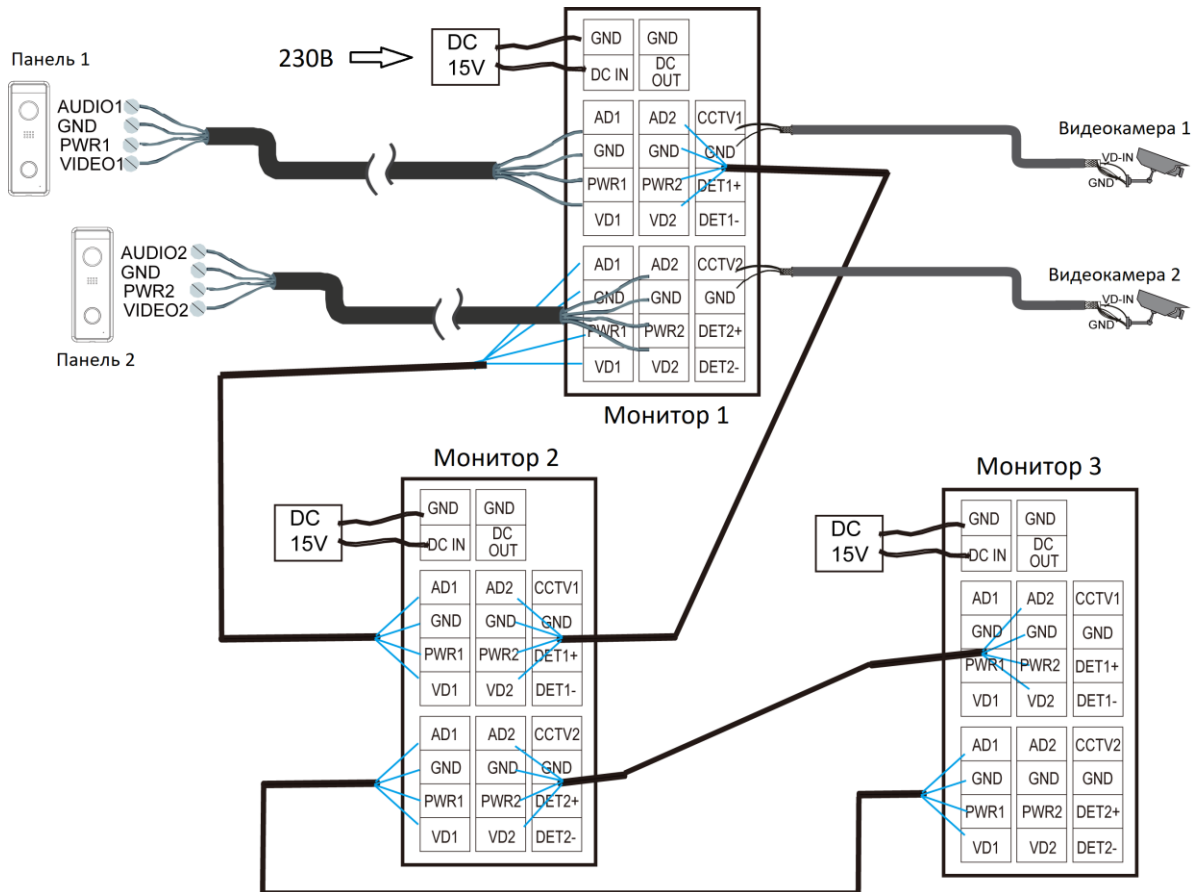 Панель 1
AUDIO1
GND
PWR1
VIDEO1
230В
DC
15V
GND GND
DC IN DC OUT
AD1 AD2 CCTV1
GND GND GND
PWR1 PWR2 DET1+
VD1 VD2 DET1-
AD1 AD2 CCTV2
GND GND GND
PWR1 PWR2 DET2+
VD1 VD2 DET2-
Монитор 1
Видеокамера 1
VD-IN
GND
AUDIO2
GND
PWR2
VIDEO2
Панель 2
Видеокамера 2
VD-IN
GND
Монитор 2
DC
15V
GND GND
DC IN DC OUT
AD1 AD2 CCTV1
GND GND GND
PWR1 PWR2 DET1+
VD1 VD2 DET1-
AD1 AD2 CCTV2
GND GND GND
PWR1 PWR2 DET2+
VD1 VD2 DET2-
Монитор 3
DC
15V
GND GND
DC IN DC OUT
AD1 AD2 CCTV1
GND GND GND
PWR1 PWR2 DET1+
VD1 VD2 DET1-
AD1 AD2 CCTV2
GND GND GND
PWR1 PWR2 DET2+
VD1 VD2 DET2-